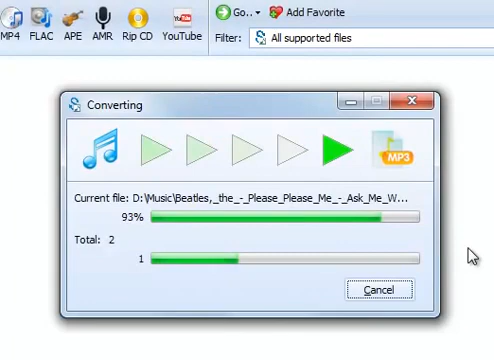 Go.. Add Favorite
MP4 FLAC APE AMR Rip CD YouTube
Filter: All supported files
Converting
MP3
Current file: D:\Music\Beatles,_the_-_Please_Please_Me_-_Ask_Me_W...
93%
Total: 2
1
Cancel